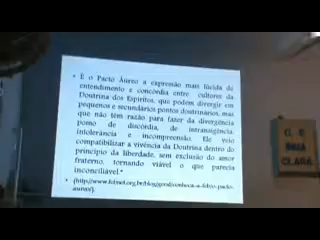 • É o Pacto Áureo a expressão mais lúcida de
entendimento e concórdia entre cultores da
Doutrina dos Espíritos, que podem divergir em
pequenos e secundários pontos doutrinários, mas
que não têm razão para fazer da divergência
pomo de discórdia, de intransigência,
intolerância e incompreensão. Ele veio
compatibilizar a vivência da Doutrina dentro do
princípio da liberdade, sem exclusão do amor
fraterno, tornando viável o que parecia
inconciliável."
• (http://www.febnet.org.br/blog/geral/conheca-a-feb/o-pacto-
aureo/).
C. E
IRMÃ
CLARA